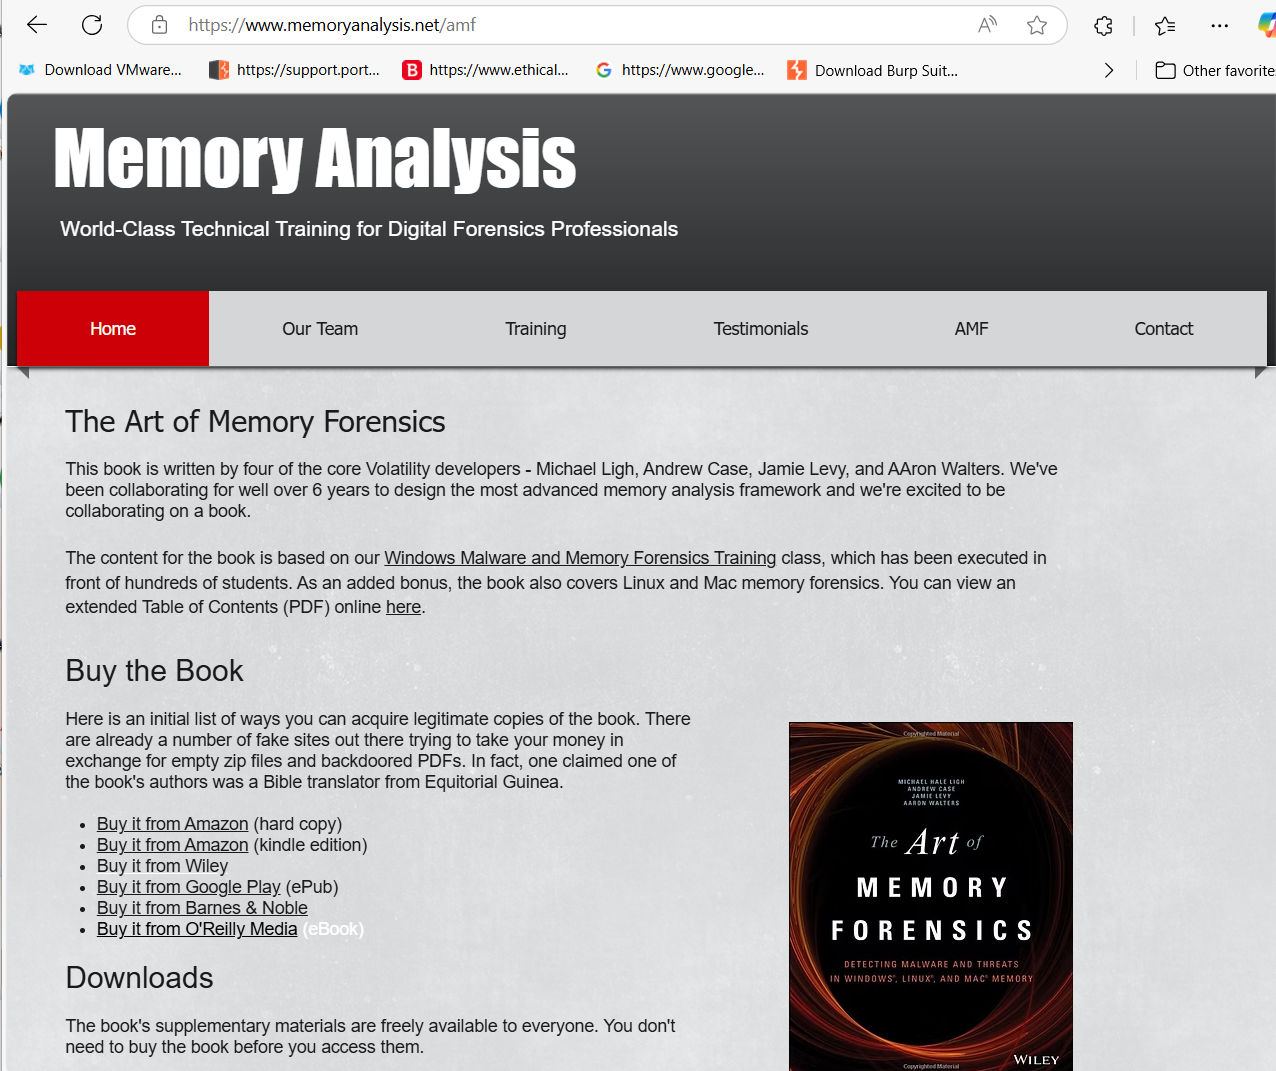 https://www.memoryanalysis.net/amf
Download VMware...
https://support.port...
https://www.ethical...
https://www.google...
Download Burp Suit...
Other favorite
Memory Analysis
World-Class Technical Training for Digital Forensics Professionals
Home
Our Team
Training
Testimonials
AMF
Contact
The Art of Memory Forensics
This book is written by four of the core Volatility developers - Michael Ligh, Andrew Case, Jamie Levy, and AAron Walters. We've
been collaborating for well over 6 years to design the most advanced memory analysis framework and we're excited to be
collaborating on a book.
The content for the book is based on our Windows Malware and Memory Forensics Training class, which has been executed in
front of hundreds of students. As an added bonus, the book also covers Linux and Mac memory forensics. You can view an
extended Table of Contents (PDF) online here.
Buy the Book
Here is an initial list of ways you can acquire legitimate copies of the book. There
are already a number of fake sites out there trying to take your money in
exchange for empty zip files and backdoored PDFs. In fact, one claimed one of
the book's authors was a Bible translator from Equitorial Guinea.
• Buy it from Amazon (hard copy)
• Buy it from Amazon (kindle edition)
• Buy it from Wiley
• Buy it from Google Play (ePub)
• Buy it from Barnes & Noble
• Buy it from O'Reilly Media (eBook)
Downloads
The book's supplementary materials are freely available to everyone. You don't
need to buy the book before you access them.
Copyrighted Material
MICHAEL HALE LIGH
ANDREW CASE
JAMIE LEVY
AARON WALTERS
The Art of
MEMORY
FORENSICS
DETECTING MALWARE AND THREATS
IN WINDOWS®, LINUX®, AND MAC® MEMORY
WILEY
Copyrighted Material